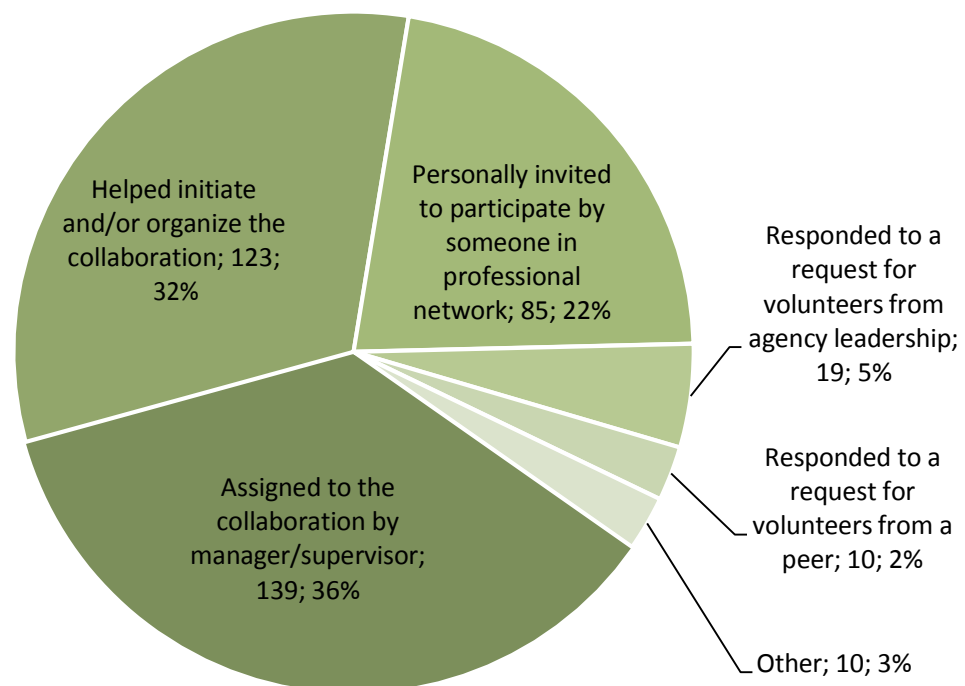 Helped initiate
and/or organize the
collaboration; 123;
32%
Personally invited
to participate by
someone in
professional
network; 85; 22%
Responded to a
request for
volunteers from
agency leadership;
19; 5%
Responded to a
request for
volunteers from a
peer; 10; 2%
Other; 10; 3%
Assigned to the
collaboration by
manager/supervisor;
139; 36%